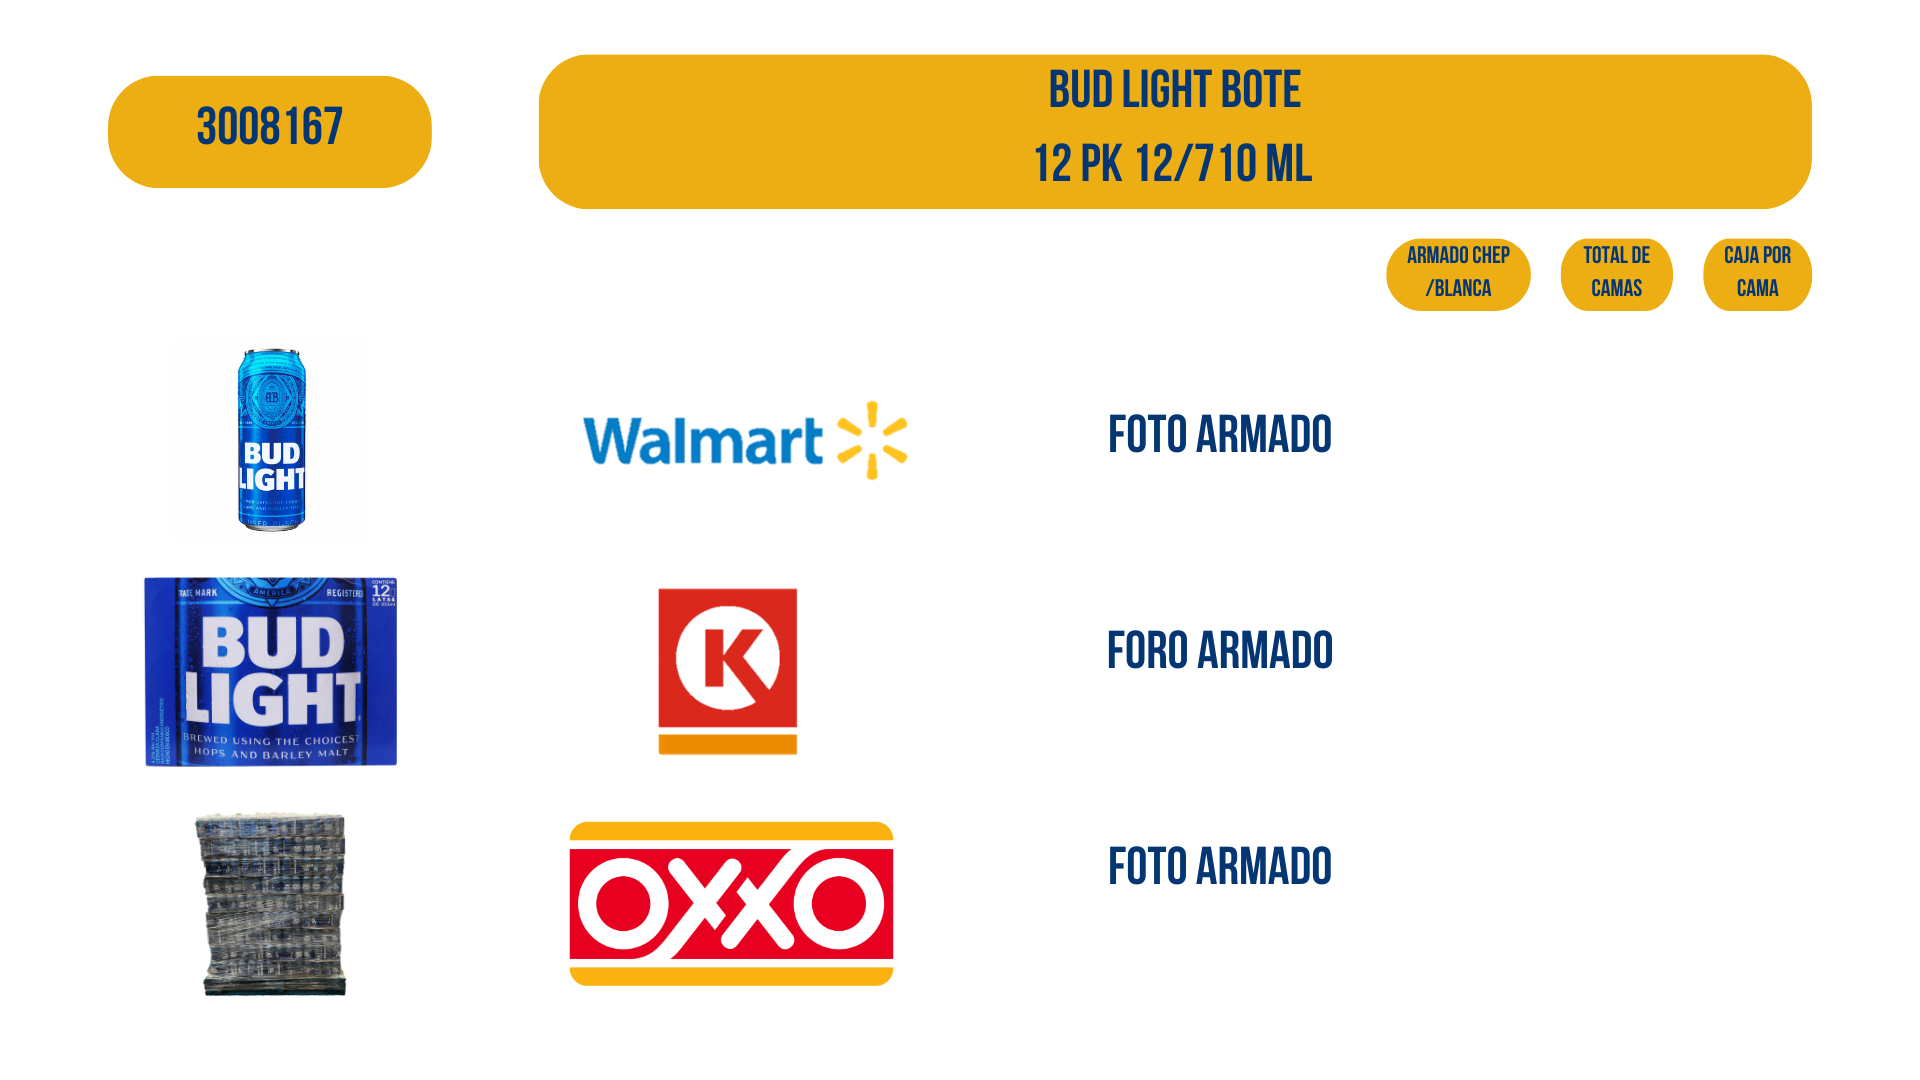 3008167
BUD LIGHT BOTE
12 PK 12/710 ML
ARMADO CHEP
/BLANCA
TOTAL DE
CAMAS
CAJA POR
CAMA
BUD
LIGHT
Walmart
FOTO ARMADO
TRADE MARK
AMERICA
REGISTERED
CONTIENE
12
LATAS
BUD
LIGHT
BREWED USING THE CHOICEST
HOPS AND BARLEY MALT
K
FORO ARMADO
OXXO
FOTO ARMADO